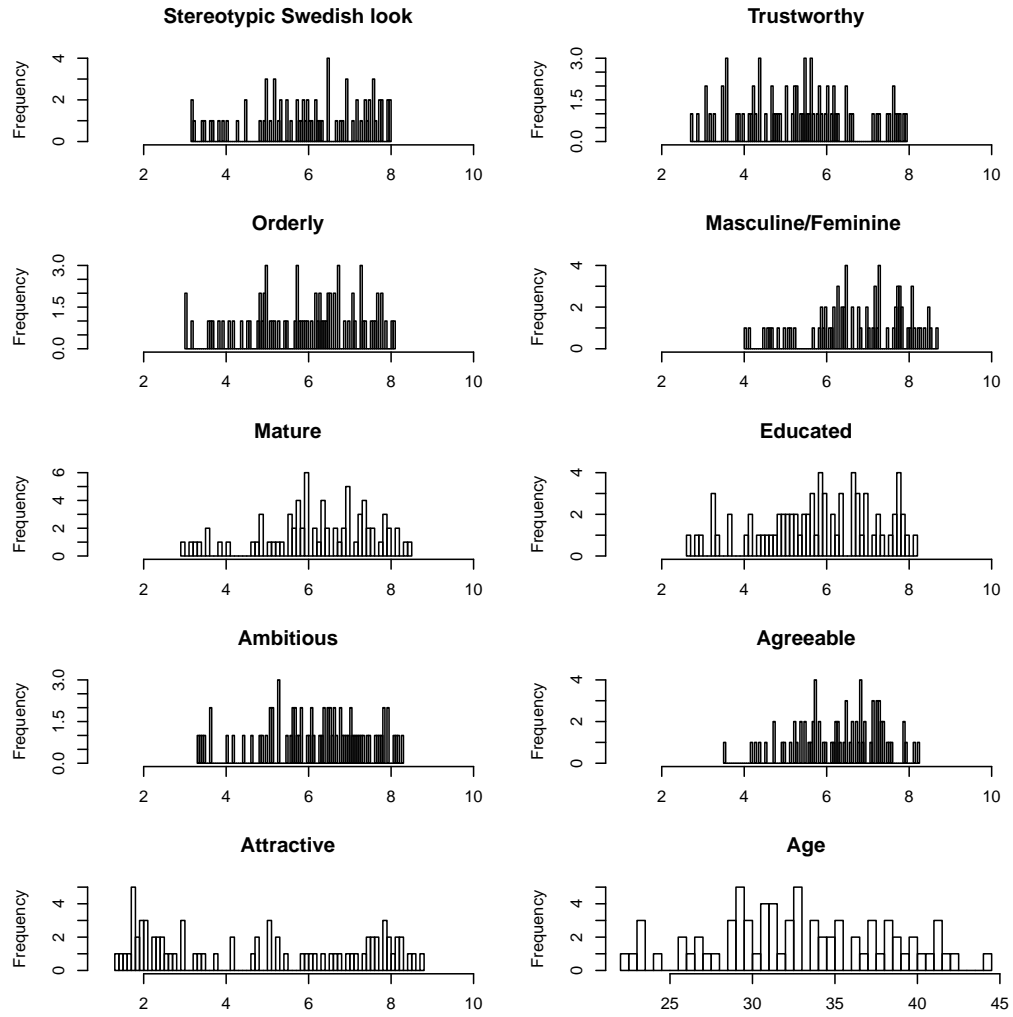 Stereotypic Swedish look
Frequency
0 2 4
2 4 6 8 10
Trustworthy
Frequency
0.0 1.5 3.0
2 4 6 8 10
Orderly
Frequency
0.0 1.5 3.0
2 4 6 8 10
Masculine/Feminine
Frequency
0 2 4
2 4 6 8 10
Mature
Frequency
0 2 4 6
2 4 6 8 10
Educated
Frequency
0 2 4
2 4 6 8 10
Ambitious
Frequency
0.0 1.5 3.0
2 4 6 8 10
Agreeable
Frequency
0 2 4
2 4 6 8 10
Attractive
Frequency
0 2 4
2 4 6 8 10
Age
Frequency
0 2 4
25 30 35 40 45